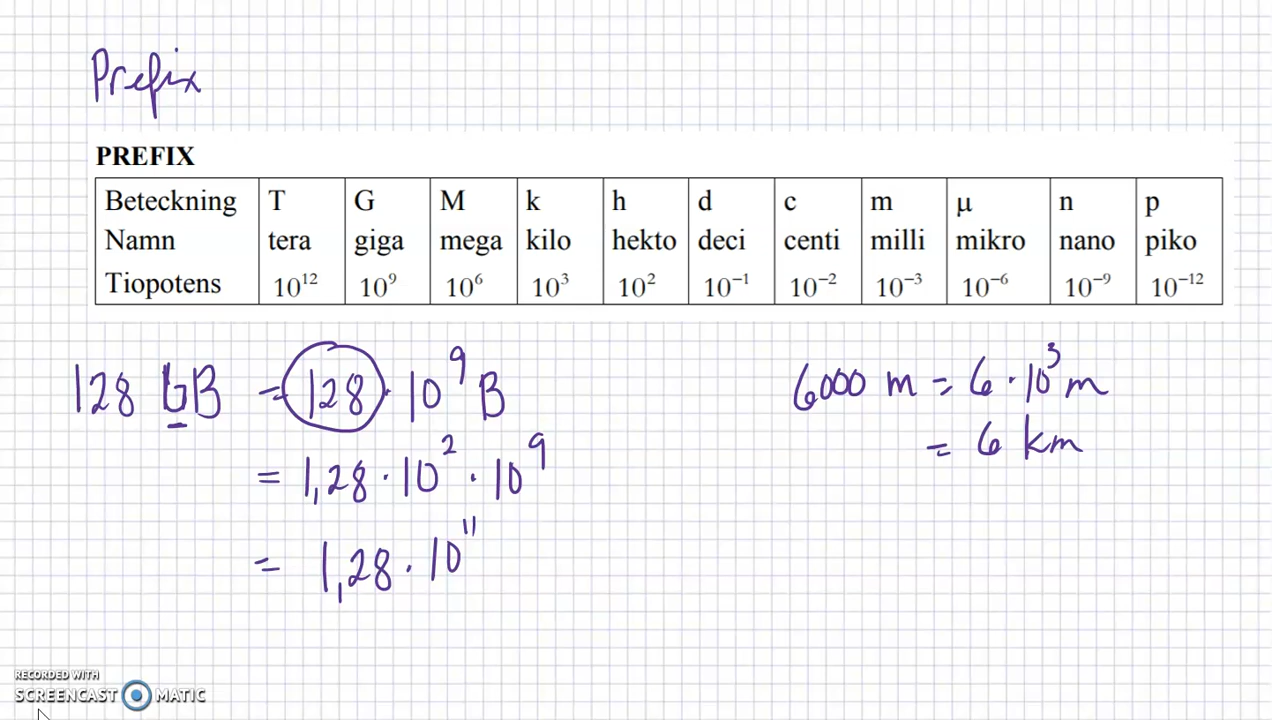 Prefix
PREFIX
Beteckning T G M k h d c m μ n p
Namn tera giga mega kilo hekto deci centi milli mikro nano piko
Tiopotens 10¹² 10⁹ 10⁶ 10³ 10² 10⁻¹ 10⁻² 10⁻³ 10⁻⁶ 10⁻⁹ 10⁻¹²
128 GB = 128 · 10⁹ B
= 1,28 · 10² · 10⁹
= 1,28 · 10¹¹
6000 m = 6 · 10³ m
= 6 km
RECORDED WITH
SCREENCAST MATIC